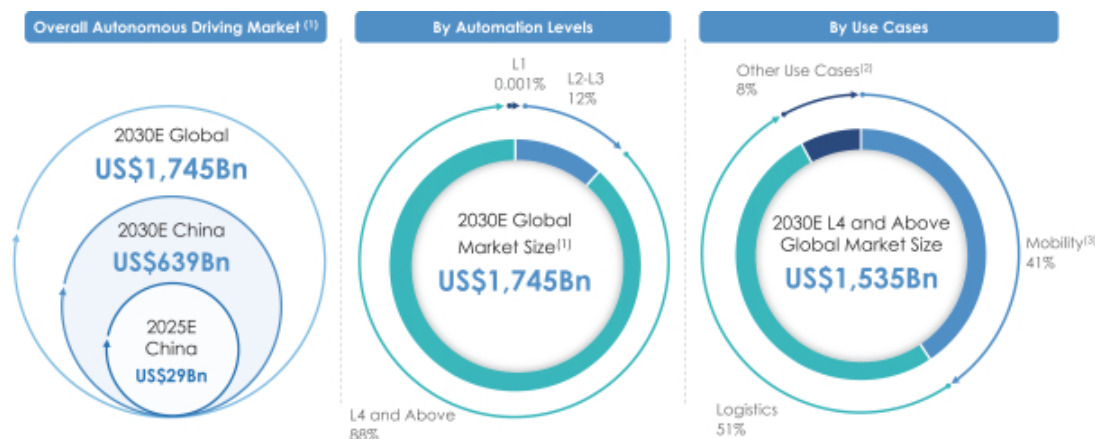 Overall Autonomous Driving Market (1)
2030E Global
US$1,745Bn
2030E China
US$639Bn
2025E
China
US$29Bn
By Automation Levels
L1
0.001%
L2-L3
12%
2030E Global
Market Size(1)
US$1,745Bn
L4 and Above
88%
By Use Cases
Other Use Cases(2)
8%
2030E L4 and Above
Global Market Size
US$1,535Bn
Mobility(3)
41%
Logistics
51%